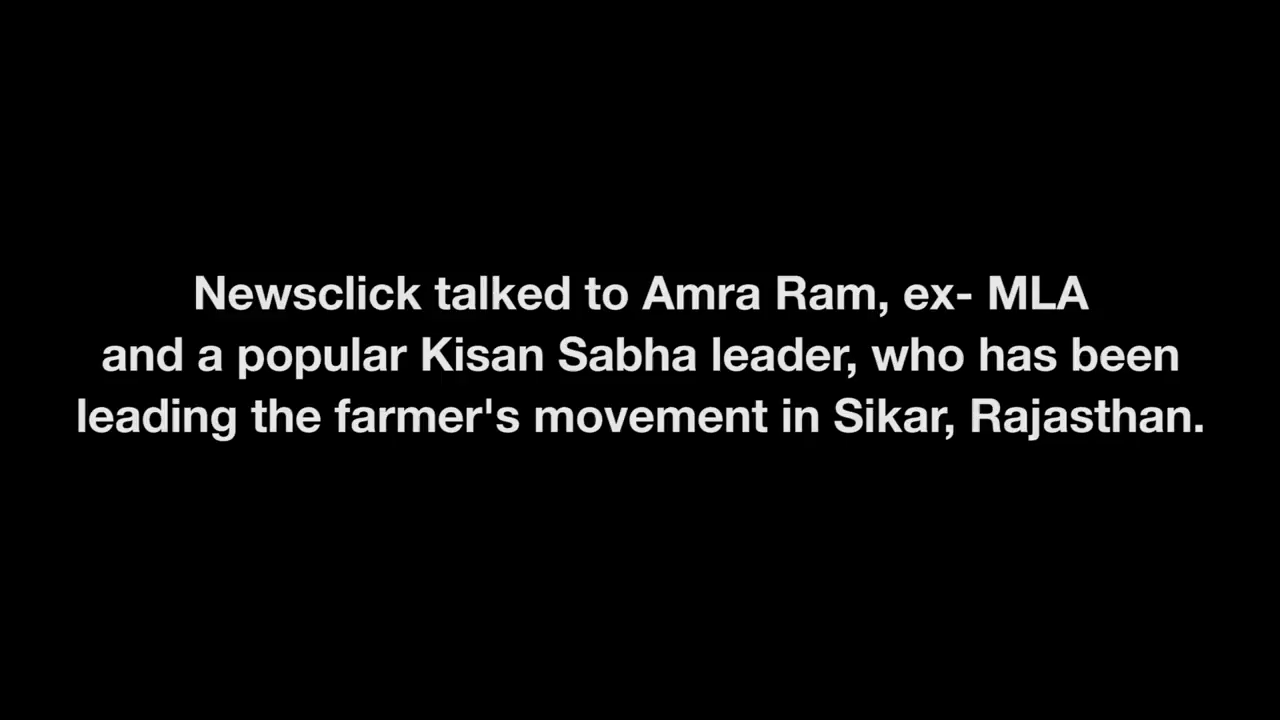 Newsclick talked to Amra Ram, ex- MLA
and a popular Kisan Sabha leader, who has been
leading the farmer's movement in Sikar, Rajasthan.